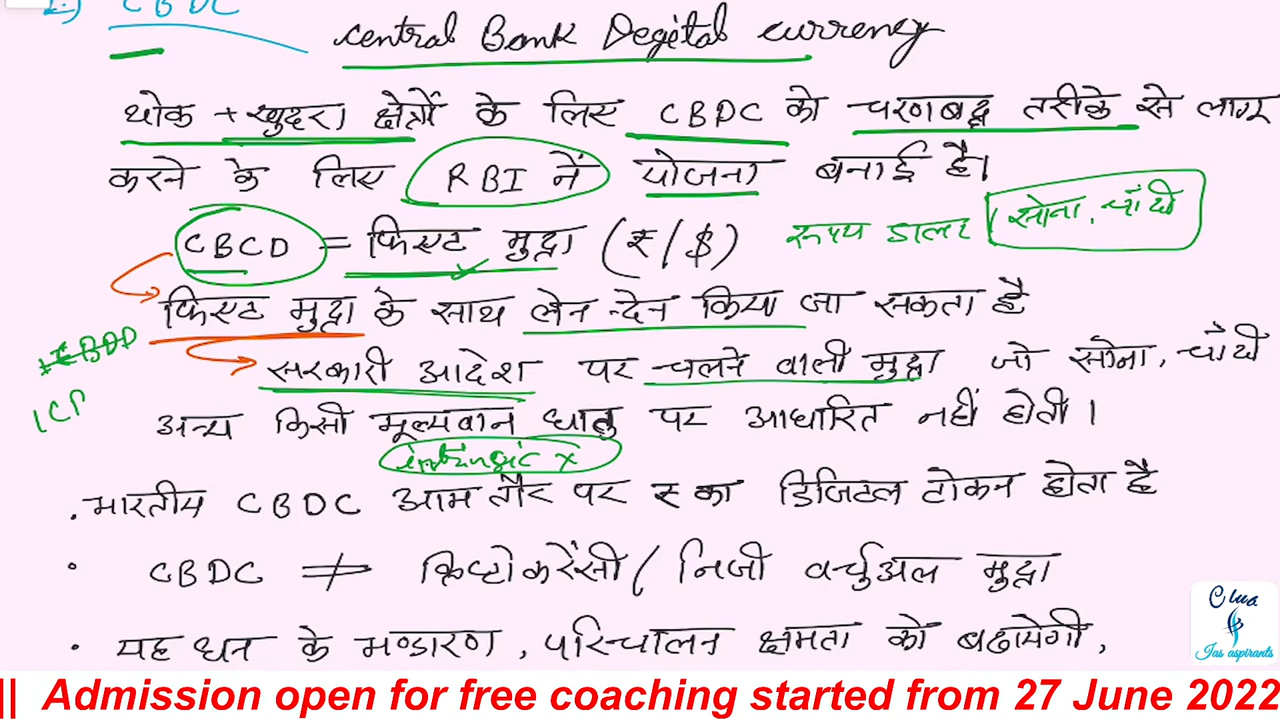 CBDC
Central Bank Degital currency
थोक + खुदरा क्षेत्रों के लिए CBDC को चरणबद्ध तरीके से लागू
करने के लिए RBI नें योजना बनाई है।
CBCD = फिएट मुद्रा (₹/$) रूपय डालर सोना, चाँदी
फिएट मुद्रा के साथ लेन-देन किया जा सकता है
सरकारी आदेश पर चलने वाली मुद्रा जो सोना, चाँदी
अन्य किसी मूल्यवान धातु पर आधारित नहीं होती।
intrinsic x
. भारतीय CBDC आम तौर पर ₹ का डिजिटल टोकन होता है
• CBDC ≠ क्रिप्टोकरेंसी / निजी वर्चुअल मुद्रा
• यह धन के भण्डारण, परिचालन क्षमता को बढायेगी,
Clue
Ias aspirants
|| Admission open for free coaching started from 27 June 2022